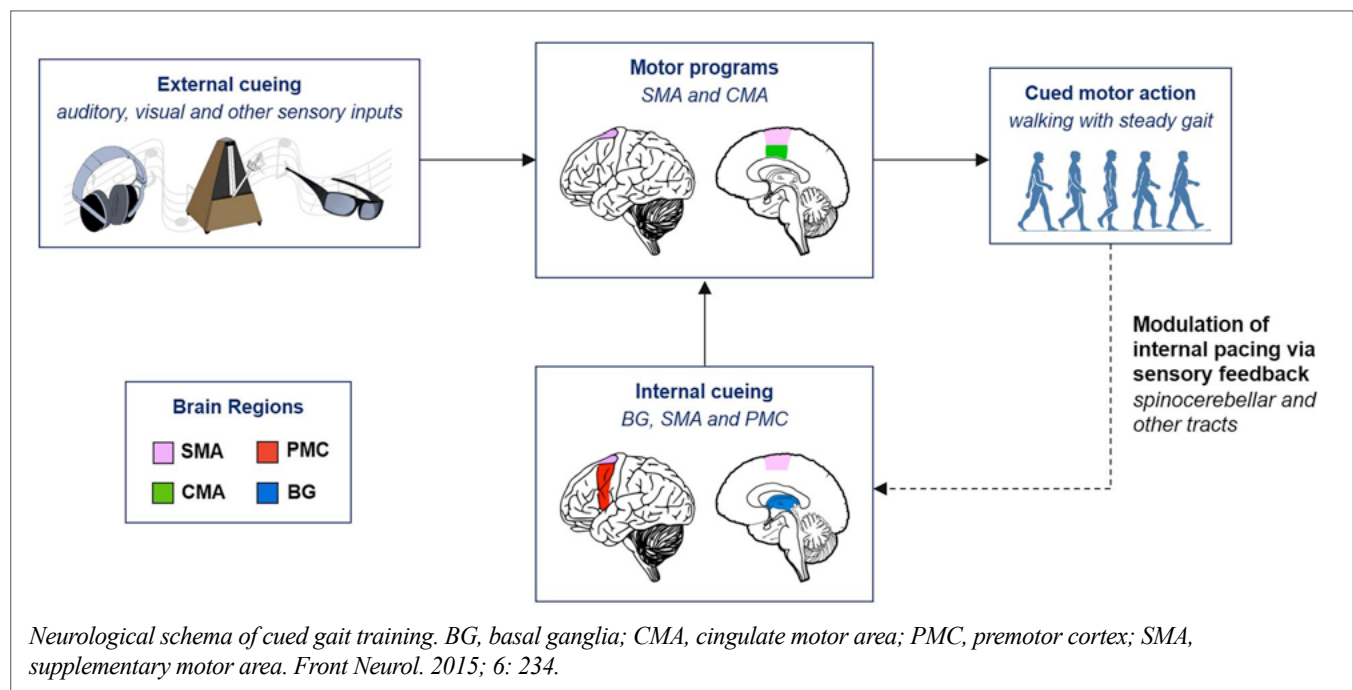 External cueing
auditory, visual and other sensory inputs
Motor programs
SMA and CMA
Cued motor action
walking with steady gait
Modulation of
internal pacing via
sensory feedback
spinocerebellar and
other tracts
Internal cueing
BG, SMA and PMC
Brain Regions
SMA
PMC
CMA
BG
Neurological schema of cued gait training. BG, basal ganglia; CMA, cingulate motor area; PMC, premotor cortex; SMA,
supplementary motor area. Front Neurol. 2015; 6: 234.